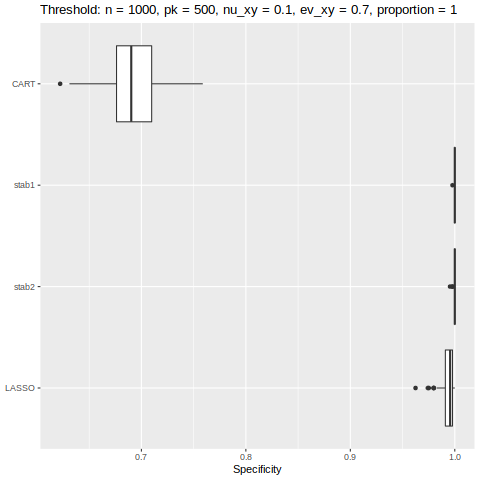 Threshold: n = 1000, pk = 500, nu_xy = 0.1, ev_xy = 0.7, proportion = 1
CART
stab1
stab2
LASSO
0.7 0.8 0.9 1.0
Specificity